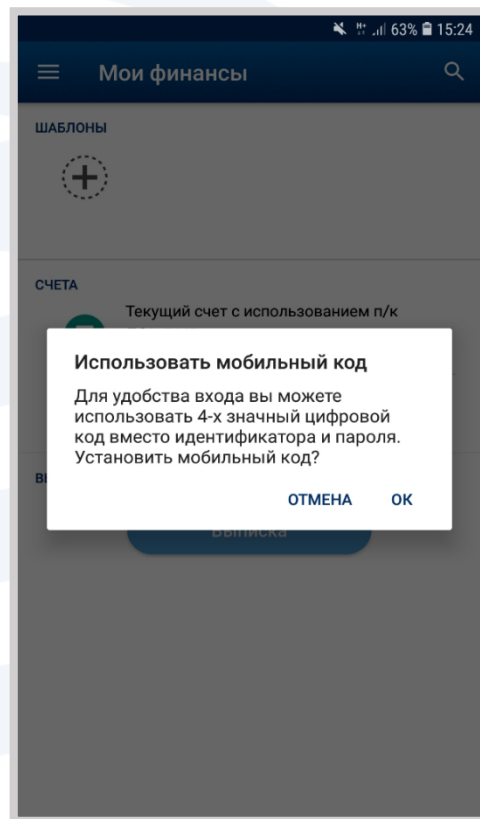 63% 15:24
Мои финансы
ШАБЛОНЫ
СЧЕТА
Текущий счет с использованием п/к
Использовать мобильный код
Для удобства входа вы можете
использовать 4-х значный цифровой
код вместо идентификатора и пароля.
Установить мобильный код?
ОТМЕНА ОК
Выписка